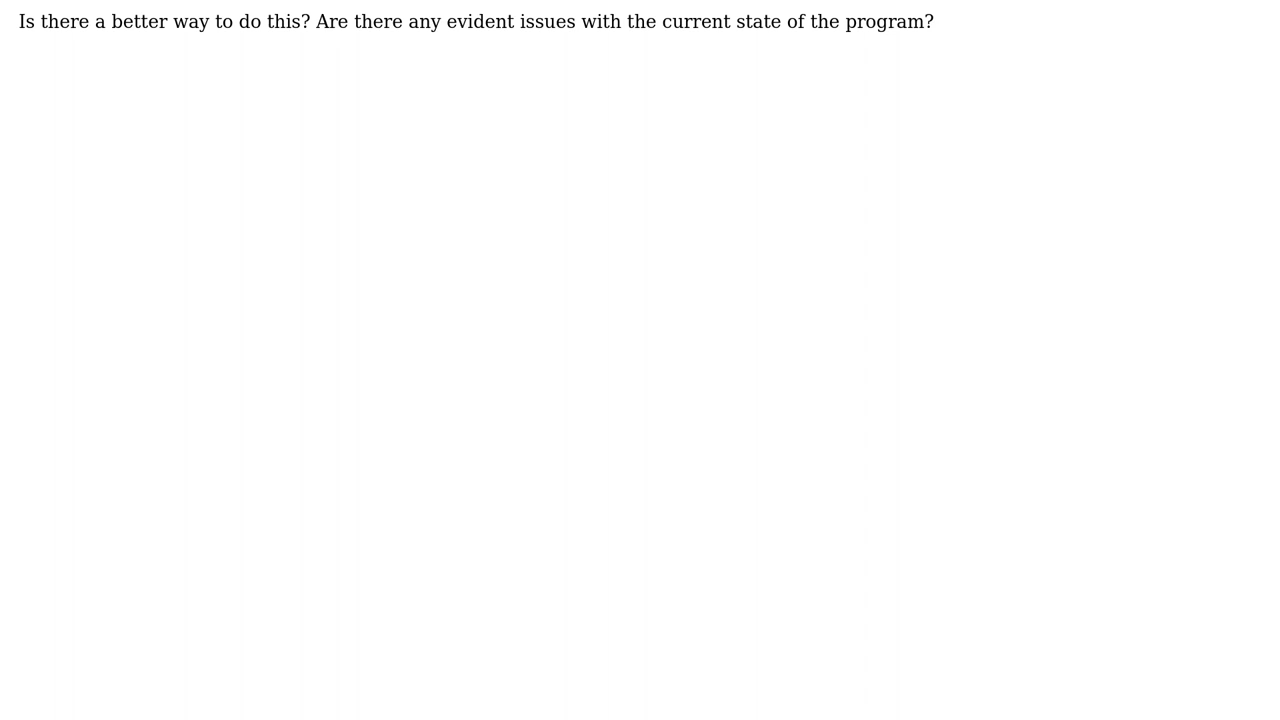 Is there a better way to do this? Are there any evident issues with the current state of the program?